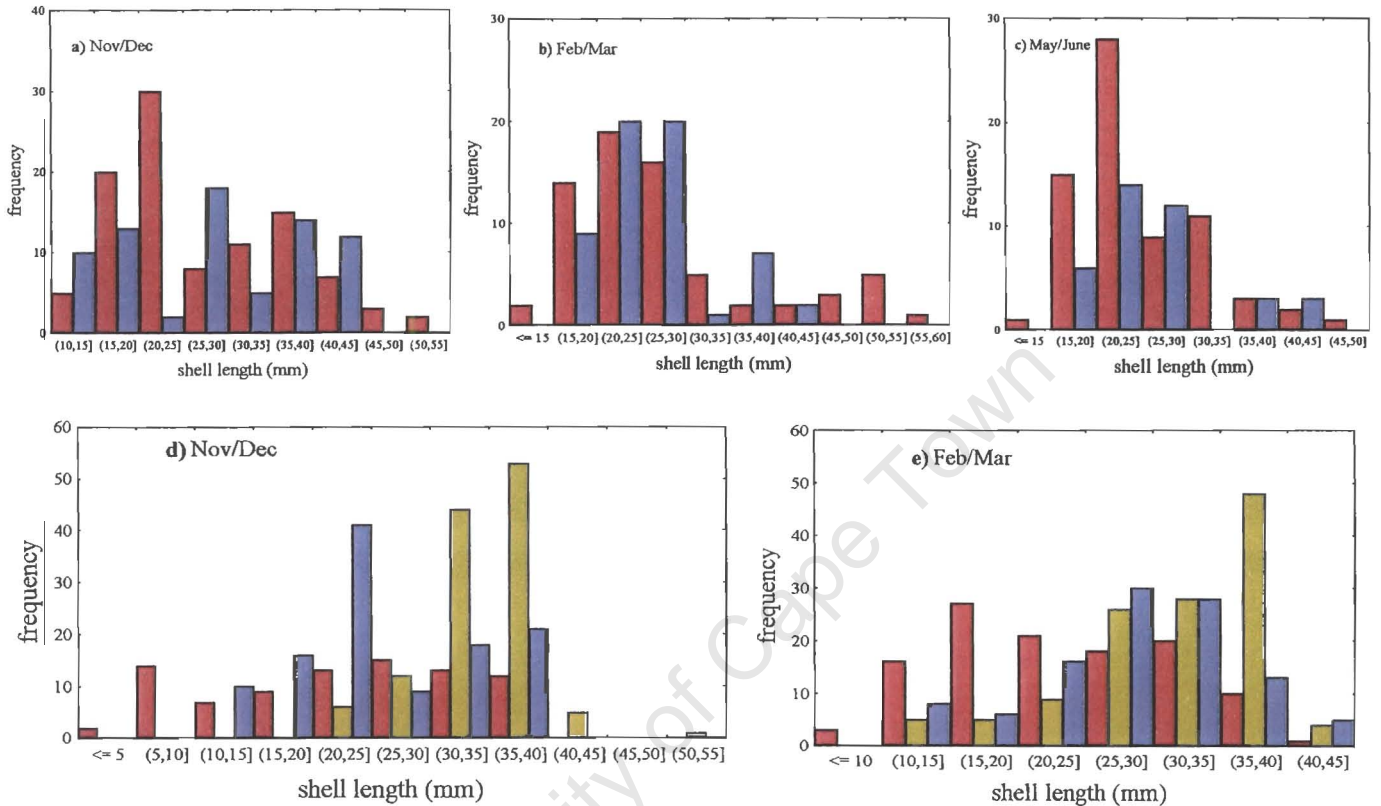 a) Nov/Dec
frequency
40
30
20
10
0
(10,15] (15,20] (20,25] (25,30] (30,35] (35,40] (40,45] (45,50] (50,55]
shell length (mm)
b) Feb/Mar
frequency
30
20
10
0
<= 15 (15,20] (20,25] (25,30] (30,35] (35,40] (40,45] (45,50] (50,55] (55,60]
shell length (mm)
c) May/June
frequency
30
20
10
0
<= 15 (15,20] (20,25] (25,30] (30,35] (35,40] (40,45] (45,50]
shell length (mm)
d) Nov/Dec
frequency
60
50
40
30
20
10
0
<= 5 (5,10] (10,15] (15,20] (20,25] (25,30] (30,35] (35,40] (40,45] (45,50] (50,55]
shell length (mm)
e) Feb/Mar
frequency
60
50
40
30
20
10
0
<= 10 (10,15] (15,20] (20,25] (25,30] (30,35] (35,40] (40,45]
shell length (mm)
University of Cape Town